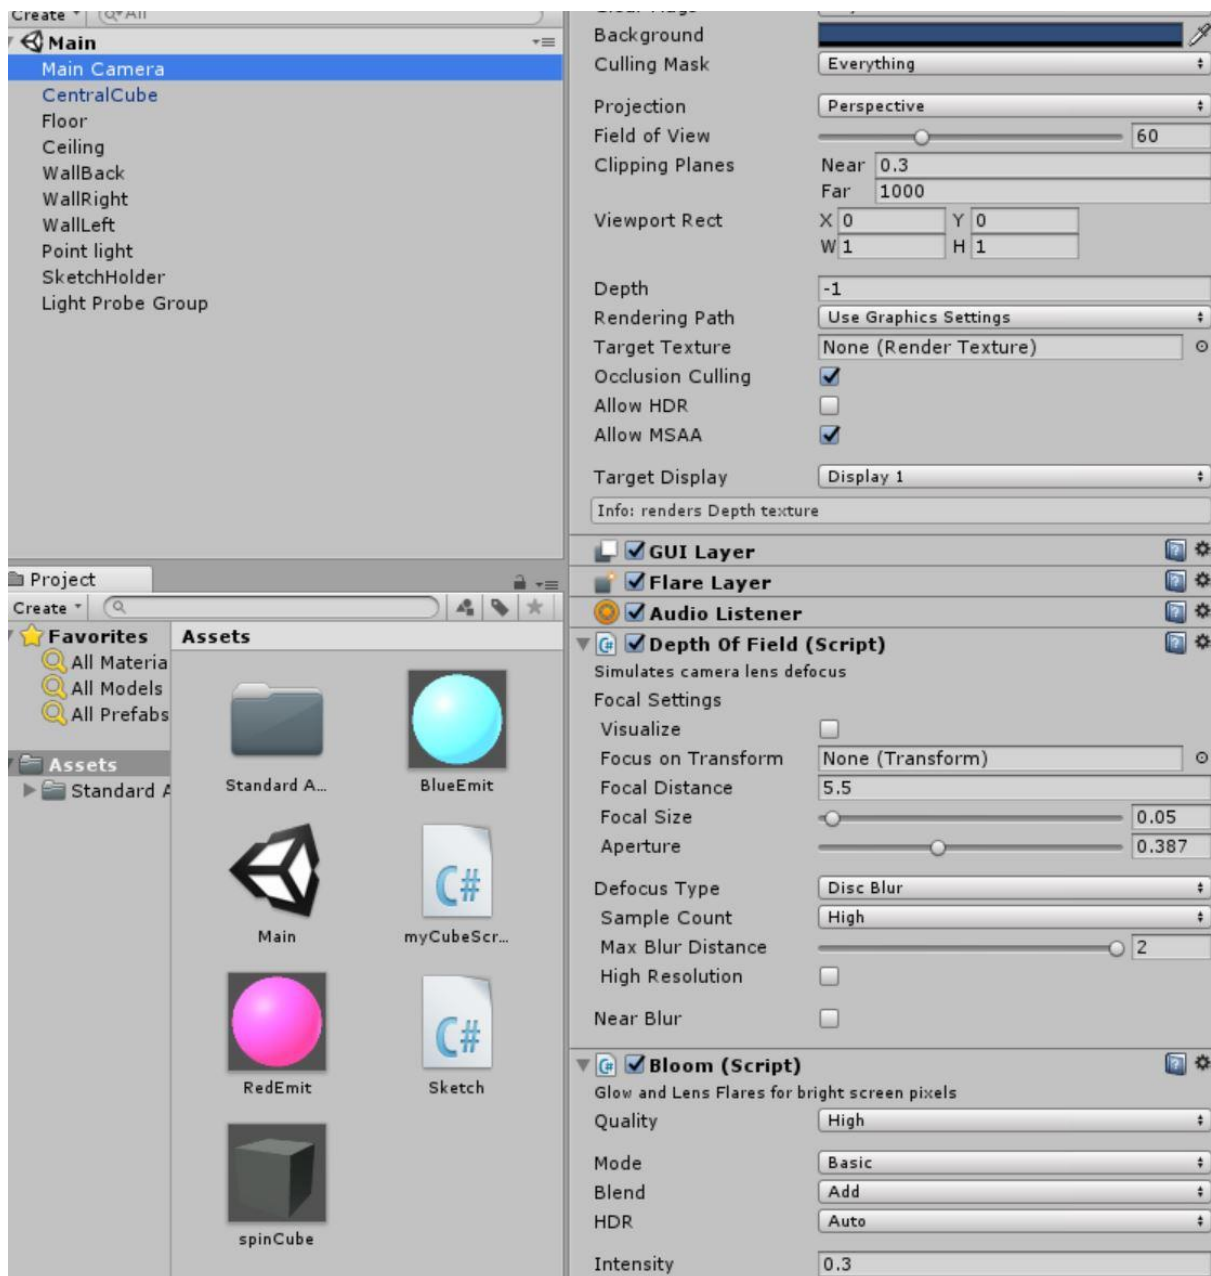 Create
Main
Main Camera
CentralCube
Floor
Ceiling
WallBack
WallRight
WallLeft
Point light
SketchHolder
Light Probe Group
Project
Create
Favorites
All Materia
All Models
All Prefabs
Assets
Standard A
Assets
Standard A...
BlueEmit
Main
myCubeScr...
C#
RedEmit
Sketch
C#
spinCube
Background
Culling Mask Everything
Projection Perspective
Field of View 60
Clipping Planes Near 0.3
Far 1000
Viewport Rect X 0 Y 0
W 1 H 1
Depth -1
Rendering Path Use Graphics Settings
Target Texture None (Render Texture)
Occlusion Culling
Allow HDR
Allow MSAA
Target Display Display 1
Info: renders Depth texture
GUI Layer
Flare Layer
Audio Listener
Depth Of Field (Script)
Simulates camera lens defocus
Focal Settings
Visualize
Focus on Transform None (Transform)
Focal Distance 5.5
Focal Size 0.05
Aperture 0.387
Defocus Type Disc Blur
Sample Count High
Max Blur Distance 2
High Resolution
Near Blur
Bloom (Script)
Glow and Lens Flares for bright screen pixels
Quality High
Mode Basic
Blend Add
HDR Auto
Intensity 0.3